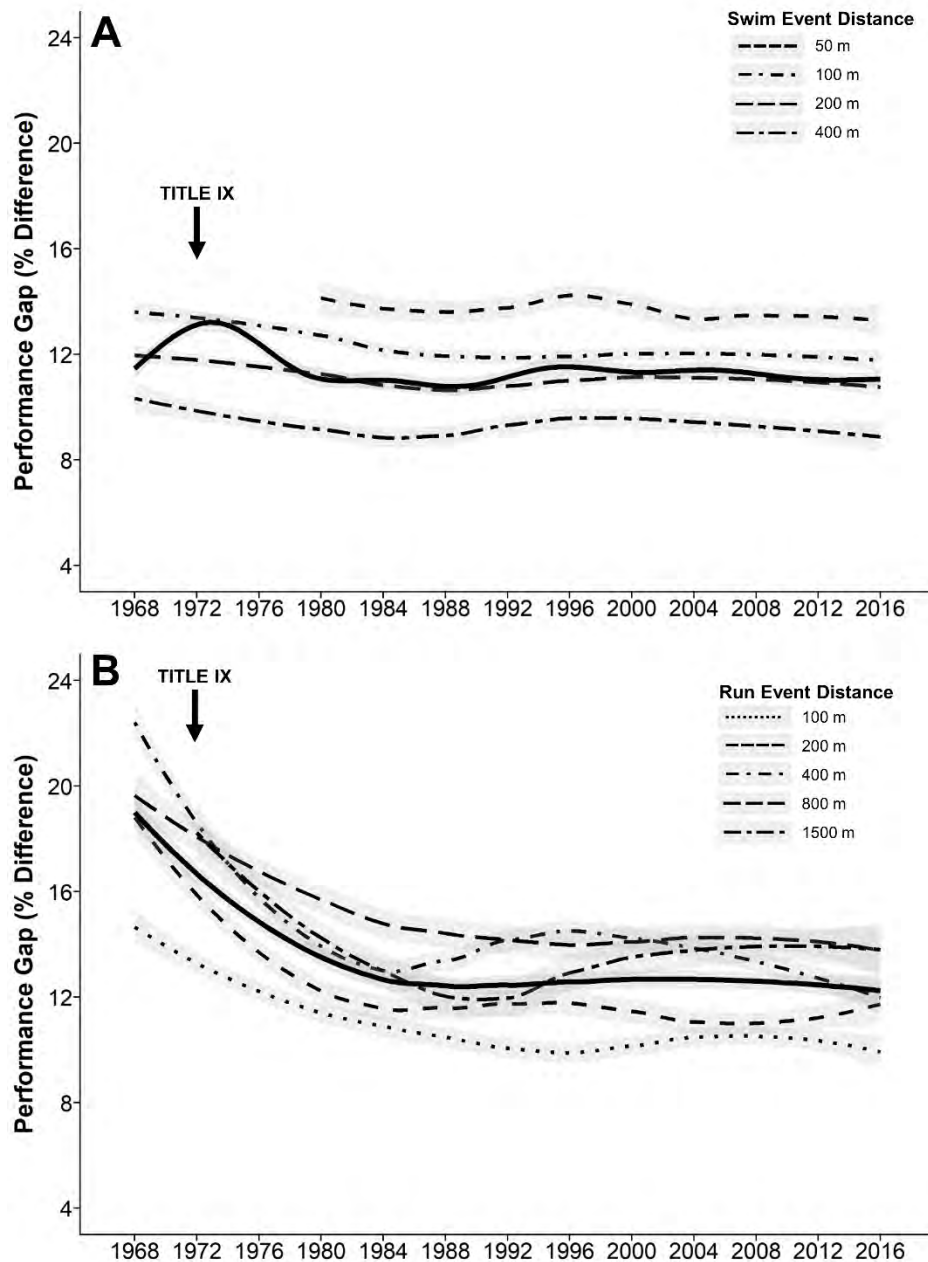 A
Swim Event Distance
50 m
100 m
200 m
400 m
TITLE IX
Performance Gap (% Difference)
24
20
16
12
8
4
1968 1972 1976 1980 1984 1988 1992 1996 2000 2004 2008 2012 2016
B
TITLE IX
Run Event Distance
100 m
200 m
400 m
800 m
1500 m
Performance Gap (% Difference)
24
20
16
12
8
4
1968 1972 1976 1980 1984 1988 1992 1996 2000 2004 2008 2012 2016